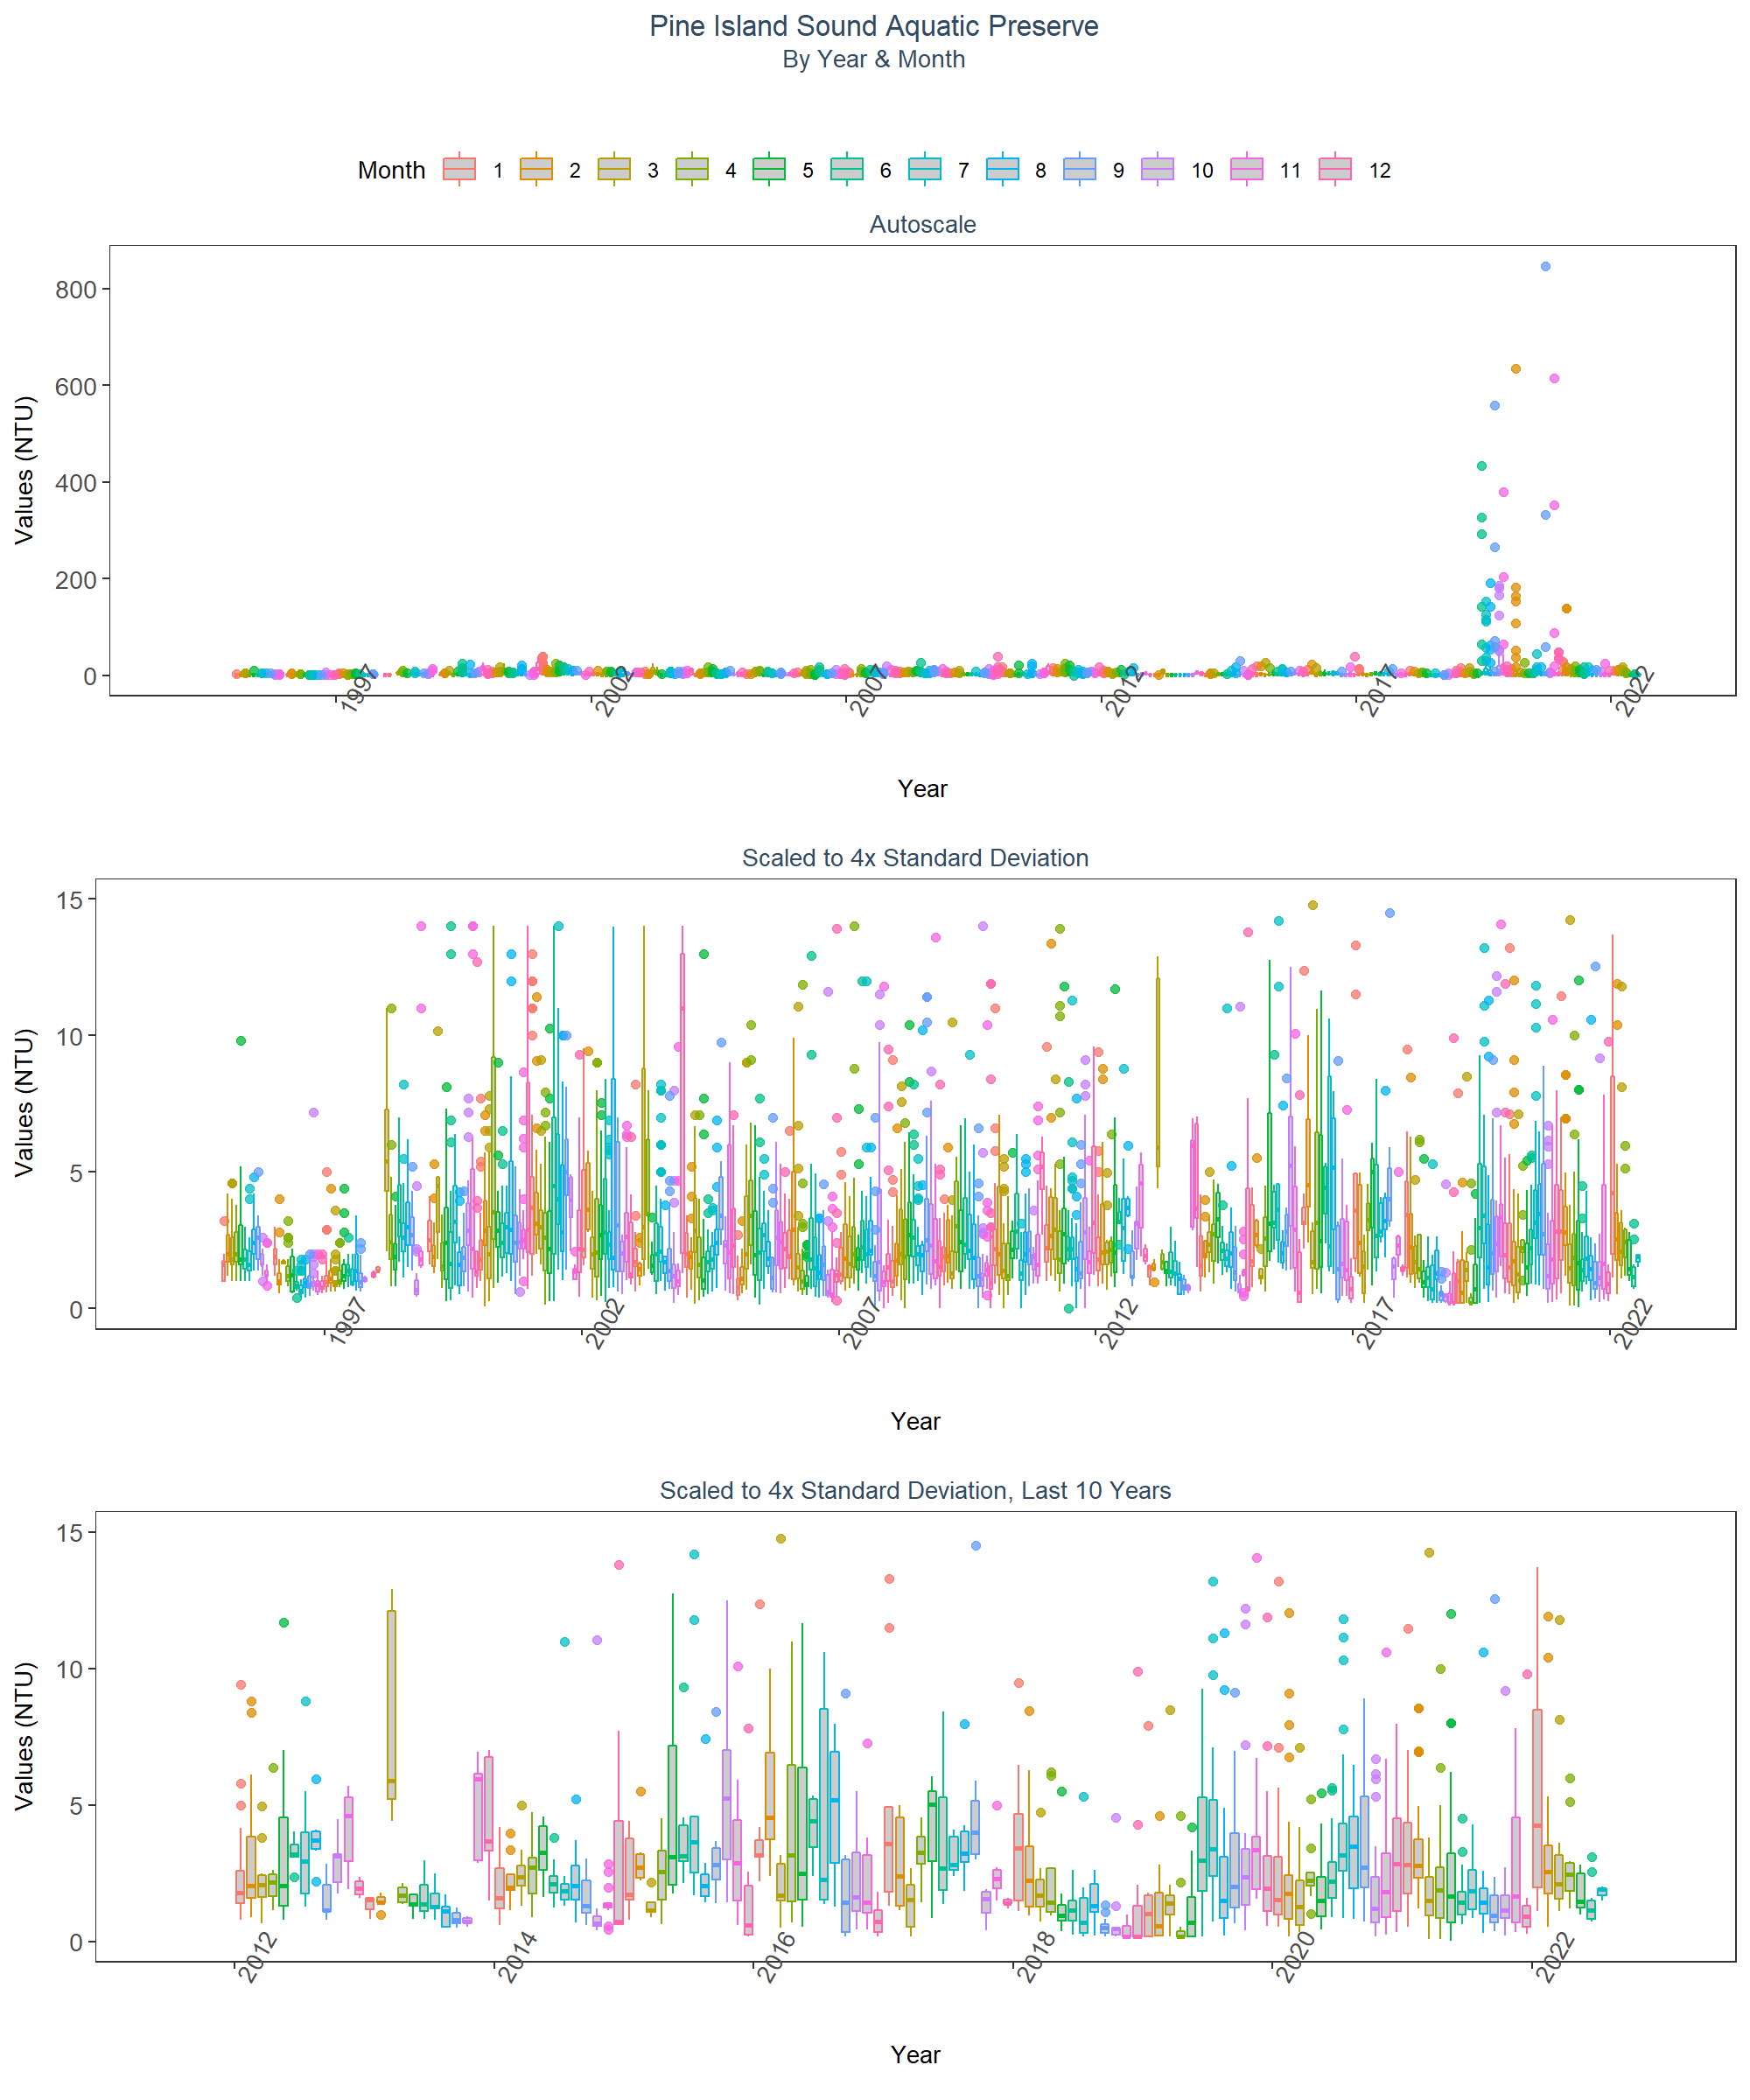 Pine Island Sound Aquatic Preserve
By Year & Month
Month 1 2 3 4 5 6 7 8 9 10 11 12
Autoscale
Values (NTU)
800
600
400
200
0
1997 2002 2007 2012 2017 2022
Year
Scaled to 4x Standard Deviation
Values (NTU)
15
10
5
0
1997 2002 2007 2012 2017 2022
Year
Scaled to 4x Standard Deviation, Last 10 Years
Values (NTU)
15
10
5
0
2012 2014 2016 2018 2020 2022
Year